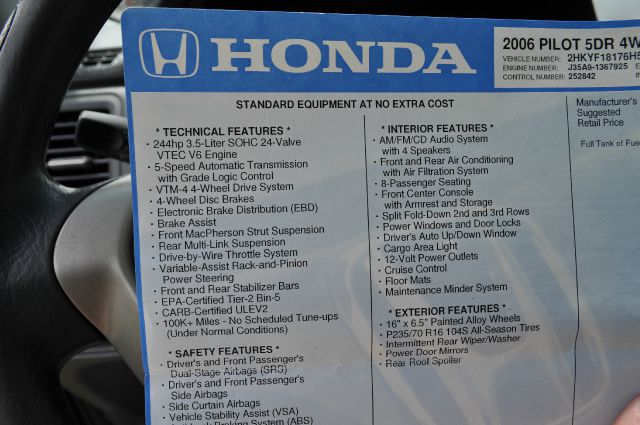 HONDA
2006 PILOT 5DR 4W
VEHICLE NUMBER: 2HKYF18176H5
ENGINE NUMBER: J35A9-1367925
CONTROL NUMBER: 252842
STANDARD EQUIPMENT AT NO EXTRA COST
* TECHNICAL FEATURES *
· 244hp 3.5-Liter SOHC 24-Valve
VTEC V6 Engine
· 5-Speed Automatic Transmission
with Grade Logic Control
· VTM-4 4-Wheel Drive System
· 4-Wheel Disc Brakes
· Electronic Brake Distribution (EBD)
· Brake Assist
· Front MacPherson Strut Suspension
· Rear Multi-Link Suspension
· Drive-by-Wire Throttle System
· Variable-Assist Rack-and-Pinion
Power Steering
· Front and Rear Stabilizer Bars
· EPA-Certified Tier-2 Bin-5
· CARB-Certified ULEV2
· 100K+ Miles - No Scheduled Tune-ups
(Under Normal Conditions)
* SAFETY FEATURES *
· Driver's and Front Passenger's
Dual-Stage Airbags (SRS)
· Driver's and Front Passenger's
Side Airbags
· Side Curtain Airbags
· Vehicle Stability Assist (VSA)
Braking System (ABS)
* INTERIOR FEATURES *
· AM/FM/CD Audio System
with 4 Speakers
· Front and Rear Air Conditioning
with Air Filtration System
· 8-Passenger Seating
· Front Center Console
with Armrest and Storage
· Split Fold-Down 2nd and 3rd Rows
· Power Windows and Door Locks
· Driver's Auto Up/Down Window
· Cargo Area Light
· 12-Volt Power Outlets
· Cruise Control
· Floor Mats
· Maintenance Minder System
* EXTERIOR FEATURES *
· 16" x 6.5" Painted Alloy Wheels
· P235/70 R16 104S All-Season Tires
· Intermittent Rear Wiper/Washer
· Power Door Mirrors
· Rear Roof Spoiler
Manufacturer's
Suggested
Retail Price
Full Tank of Fue